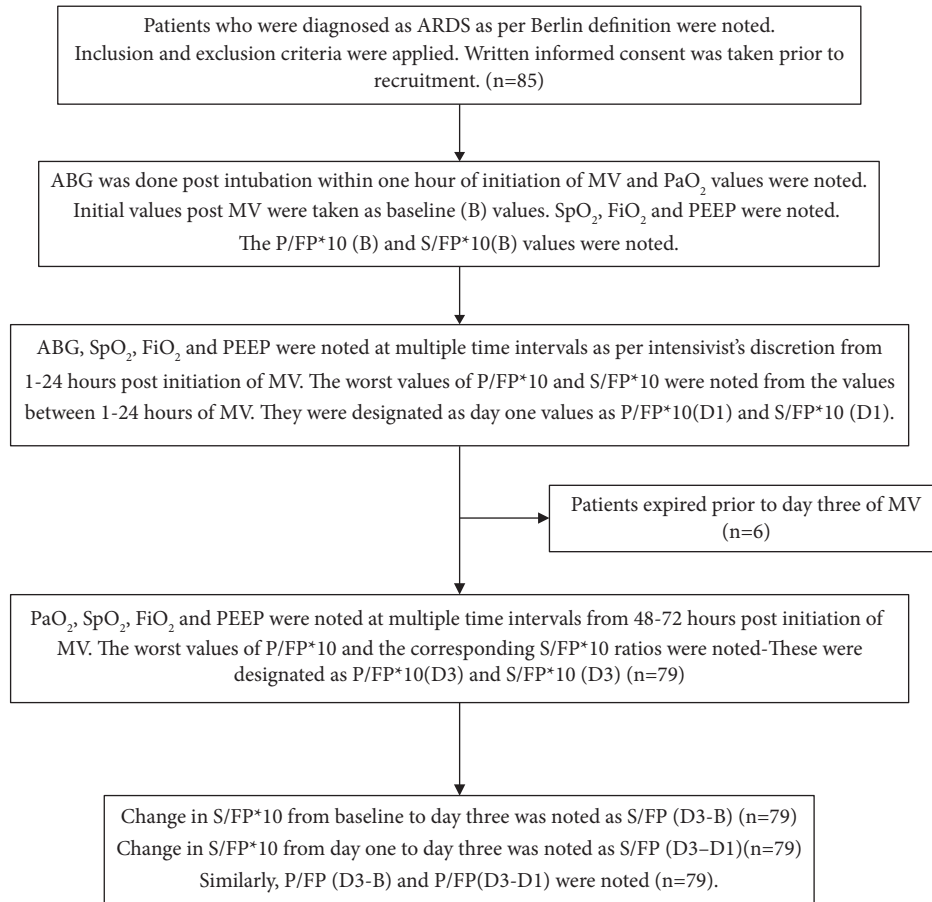 Patients who were diagnosed as ARDS as per Berlin definition were noted.
Inclusion and exclusion criteria were applied. Written informed consent was taken prior to
recruitment. (n=85)
ABG was done post intubation within one hour of initiation of MV and PaO₂ values were noted.
Initial values post MV were taken as baseline (B) values. SpO₂, FiO₂ and PEEP were noted.
The P/FP*10 (B) and S/FP*10(B) values were noted.
ABG, SpO₂, FiO₂ and PEEP were noted at multiple time intervals as per intensivist's discretion from
1-24 hours post initiation of MV. The worst values of P/FP*10 and S/FP*10 were noted from the values
between 1-24 hours of MV. They were designated as day one values as P/FP*10(D1) and S/FP*10 (D1).
Patients expired prior to day three of MV
(n=6)
PaO₂, SpO₂, FiO₂ and PEEP were noted at multiple time intervals from 48-72 hours post initiation of
MV. The worst values of P/FP*10 and the corresponding S/FP*10 ratios were noted-These were
designated as P/FP*10(D3) and S/FP*10 (D3) (n=79)
Change in S/FP*10 from baseline to day three was noted as S/FP (D3-B) (n=79)
Change in S/FP*10 from day one to day three was noted as S/FP (D3–D1)(n=79)
Similarly, P/FP (D3-B) and P/FP(D3-D1) were noted (n=79).